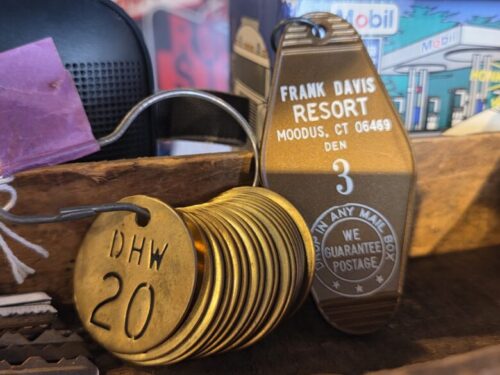 Mobil
Mobil
FRANK DAVIS
RESORT
MOODUS, CT 06469
DEN
3
DROP IN ANY MAIL BOX
WE
GUARANTEE
POSTAGE
DHW
20